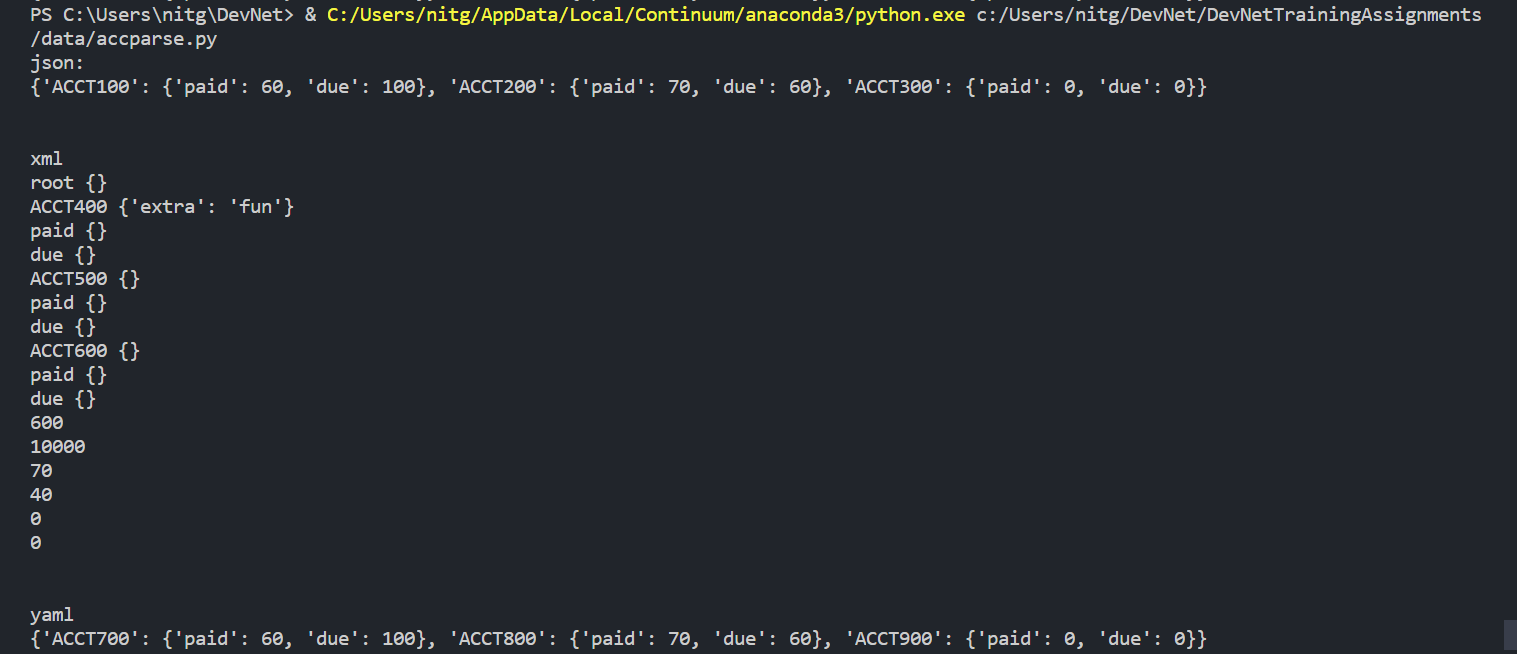 PS C:\Users\nitg\DevNet> & C:/Users/nitg/AppData/Local/Continuum/anaconda3/python.exe c:/Users/nitg/DevNet/DevNetTrainingAssignments
/data/accparse.py
json:
{'ACCT100': {'paid': 60, 'due': 100}, 'ACCT200': {'paid': 70, 'due': 60}, 'ACCT300': {'paid': 0, 'due': 0}}
xml
root {}
ACCT400 {'extra': 'fun'}
paid {}
due {}
ACCT500 {}
paid {}
due {}
ACCT600 {}
paid {}
due {}
600
10000
70
40
0
0
yaml
{'ACCT700': {'paid': 60, 'due': 100}, 'ACCT800': {'paid': 70, 'due': 60}, 'ACCT900': {'paid': 0, 'due': 0}}